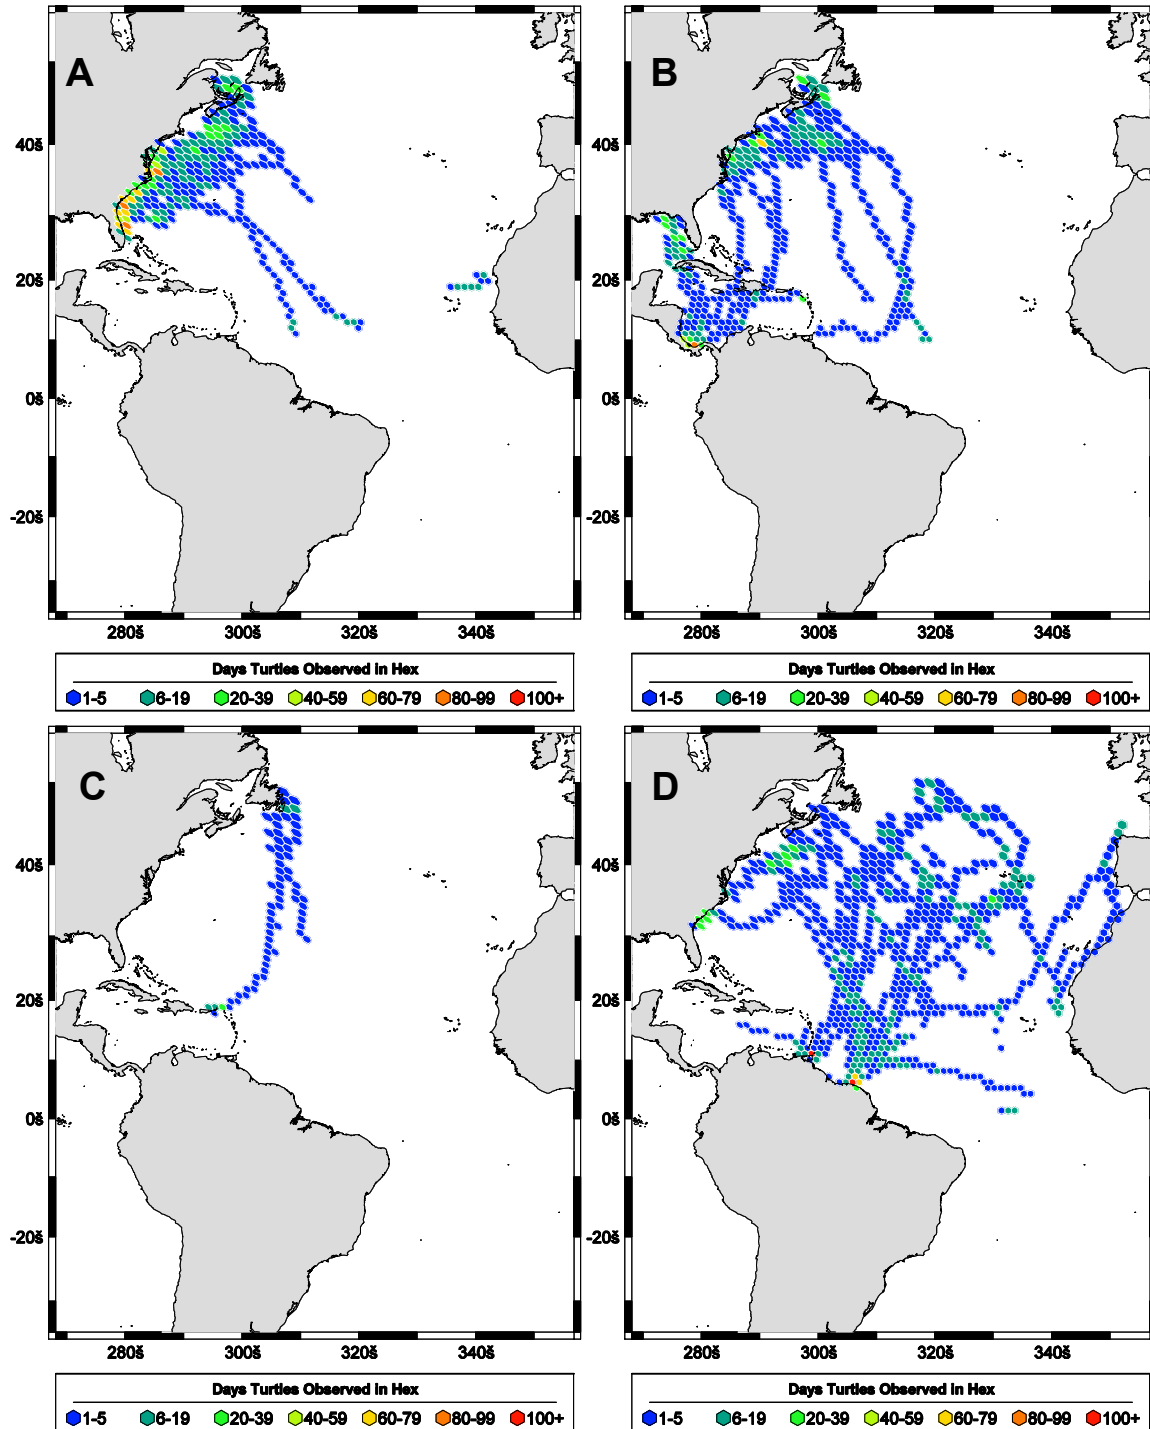 A
B
40š
20š
0š
-20š
40š
20š
0š
-20š
280š 300š 320š 340š
280š 300š 320š 340š
Days Turtles Observed in Hex
1-5 6-19 20-39 40-59 60-79 80-99 100+
Days Turtles Observed in Hex
1-5 6-19 20-39 40-59 60-79 80-99 100+
C
D
40š
20š
0š
-20š
40š
20š
0š
-20š
280š 300š 320š 340š
280š 300š 320š 340š
Days Turtles Observed in Hex
1-5 6-19 20-39 40-59 60-79 80-99 100+
Days Turtles Observed in Hex
1-5 6-19 20-39 40-59 60-79 80-99 100+